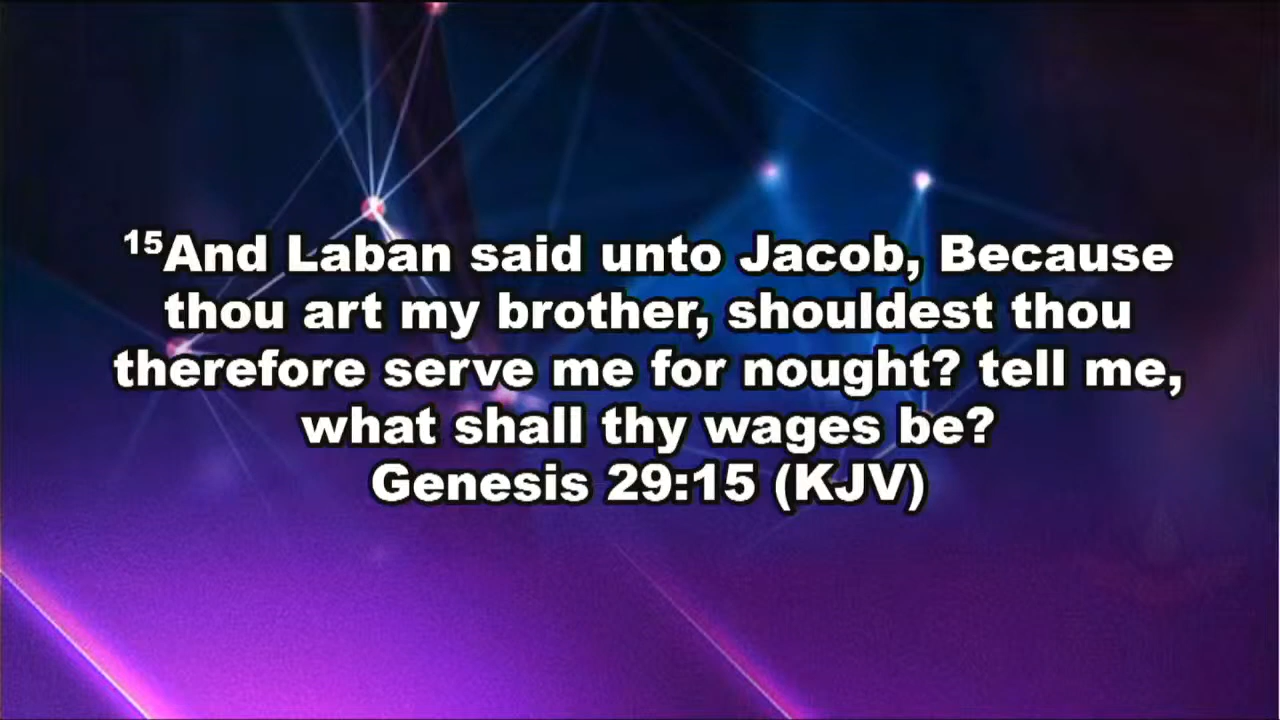 15And Laban said unto Jacob, Because
thou art my brother, shouldest thou
therefore serve me for nought? tell me,
what shall thy wages be?
Genesis 29:15 (KJV)